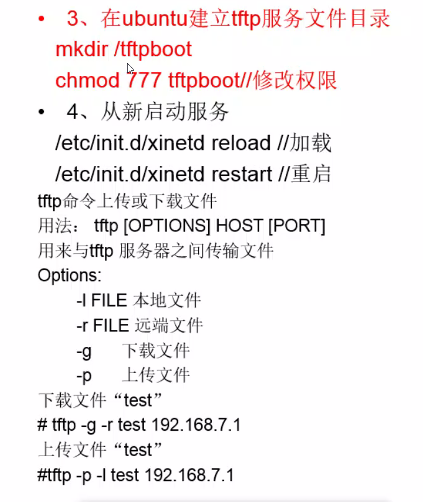 • 3、在ubuntu建立tftp服务文件目录
mkdir /tftpboot
chmod 777 tftpboot//修改权限
• 4、从新启动服务
/etc/init.d/xinetd reload //加载
/etc/init.d/xinetd restart //重启
tftp命令上传或下载文件
用法： tftp [OPTIONS] HOST [PORT]
用来与tftp 服务器之间传输文件
Options:
-l FILE 本地文件
-r FILE 远端文件
-g 下载文件
-p 上传文件
下载文件“test”
# tftp -g -r test 192.168.7.1
上传文件“test”
#tftp -p -l test 192.168.7.1